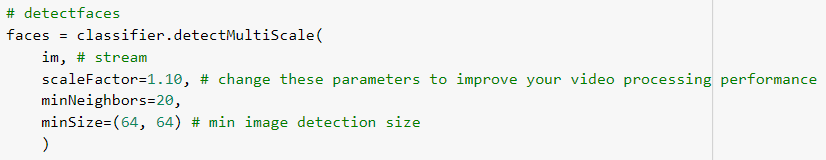 # detectfaces
faces = classifier.detectMultiScale(
im, # stream
scaleFactor=1.10, # change these parameters to improve your video processing performance
minNeighbors=20,
minSize=(64, 64) # min image detection size
)